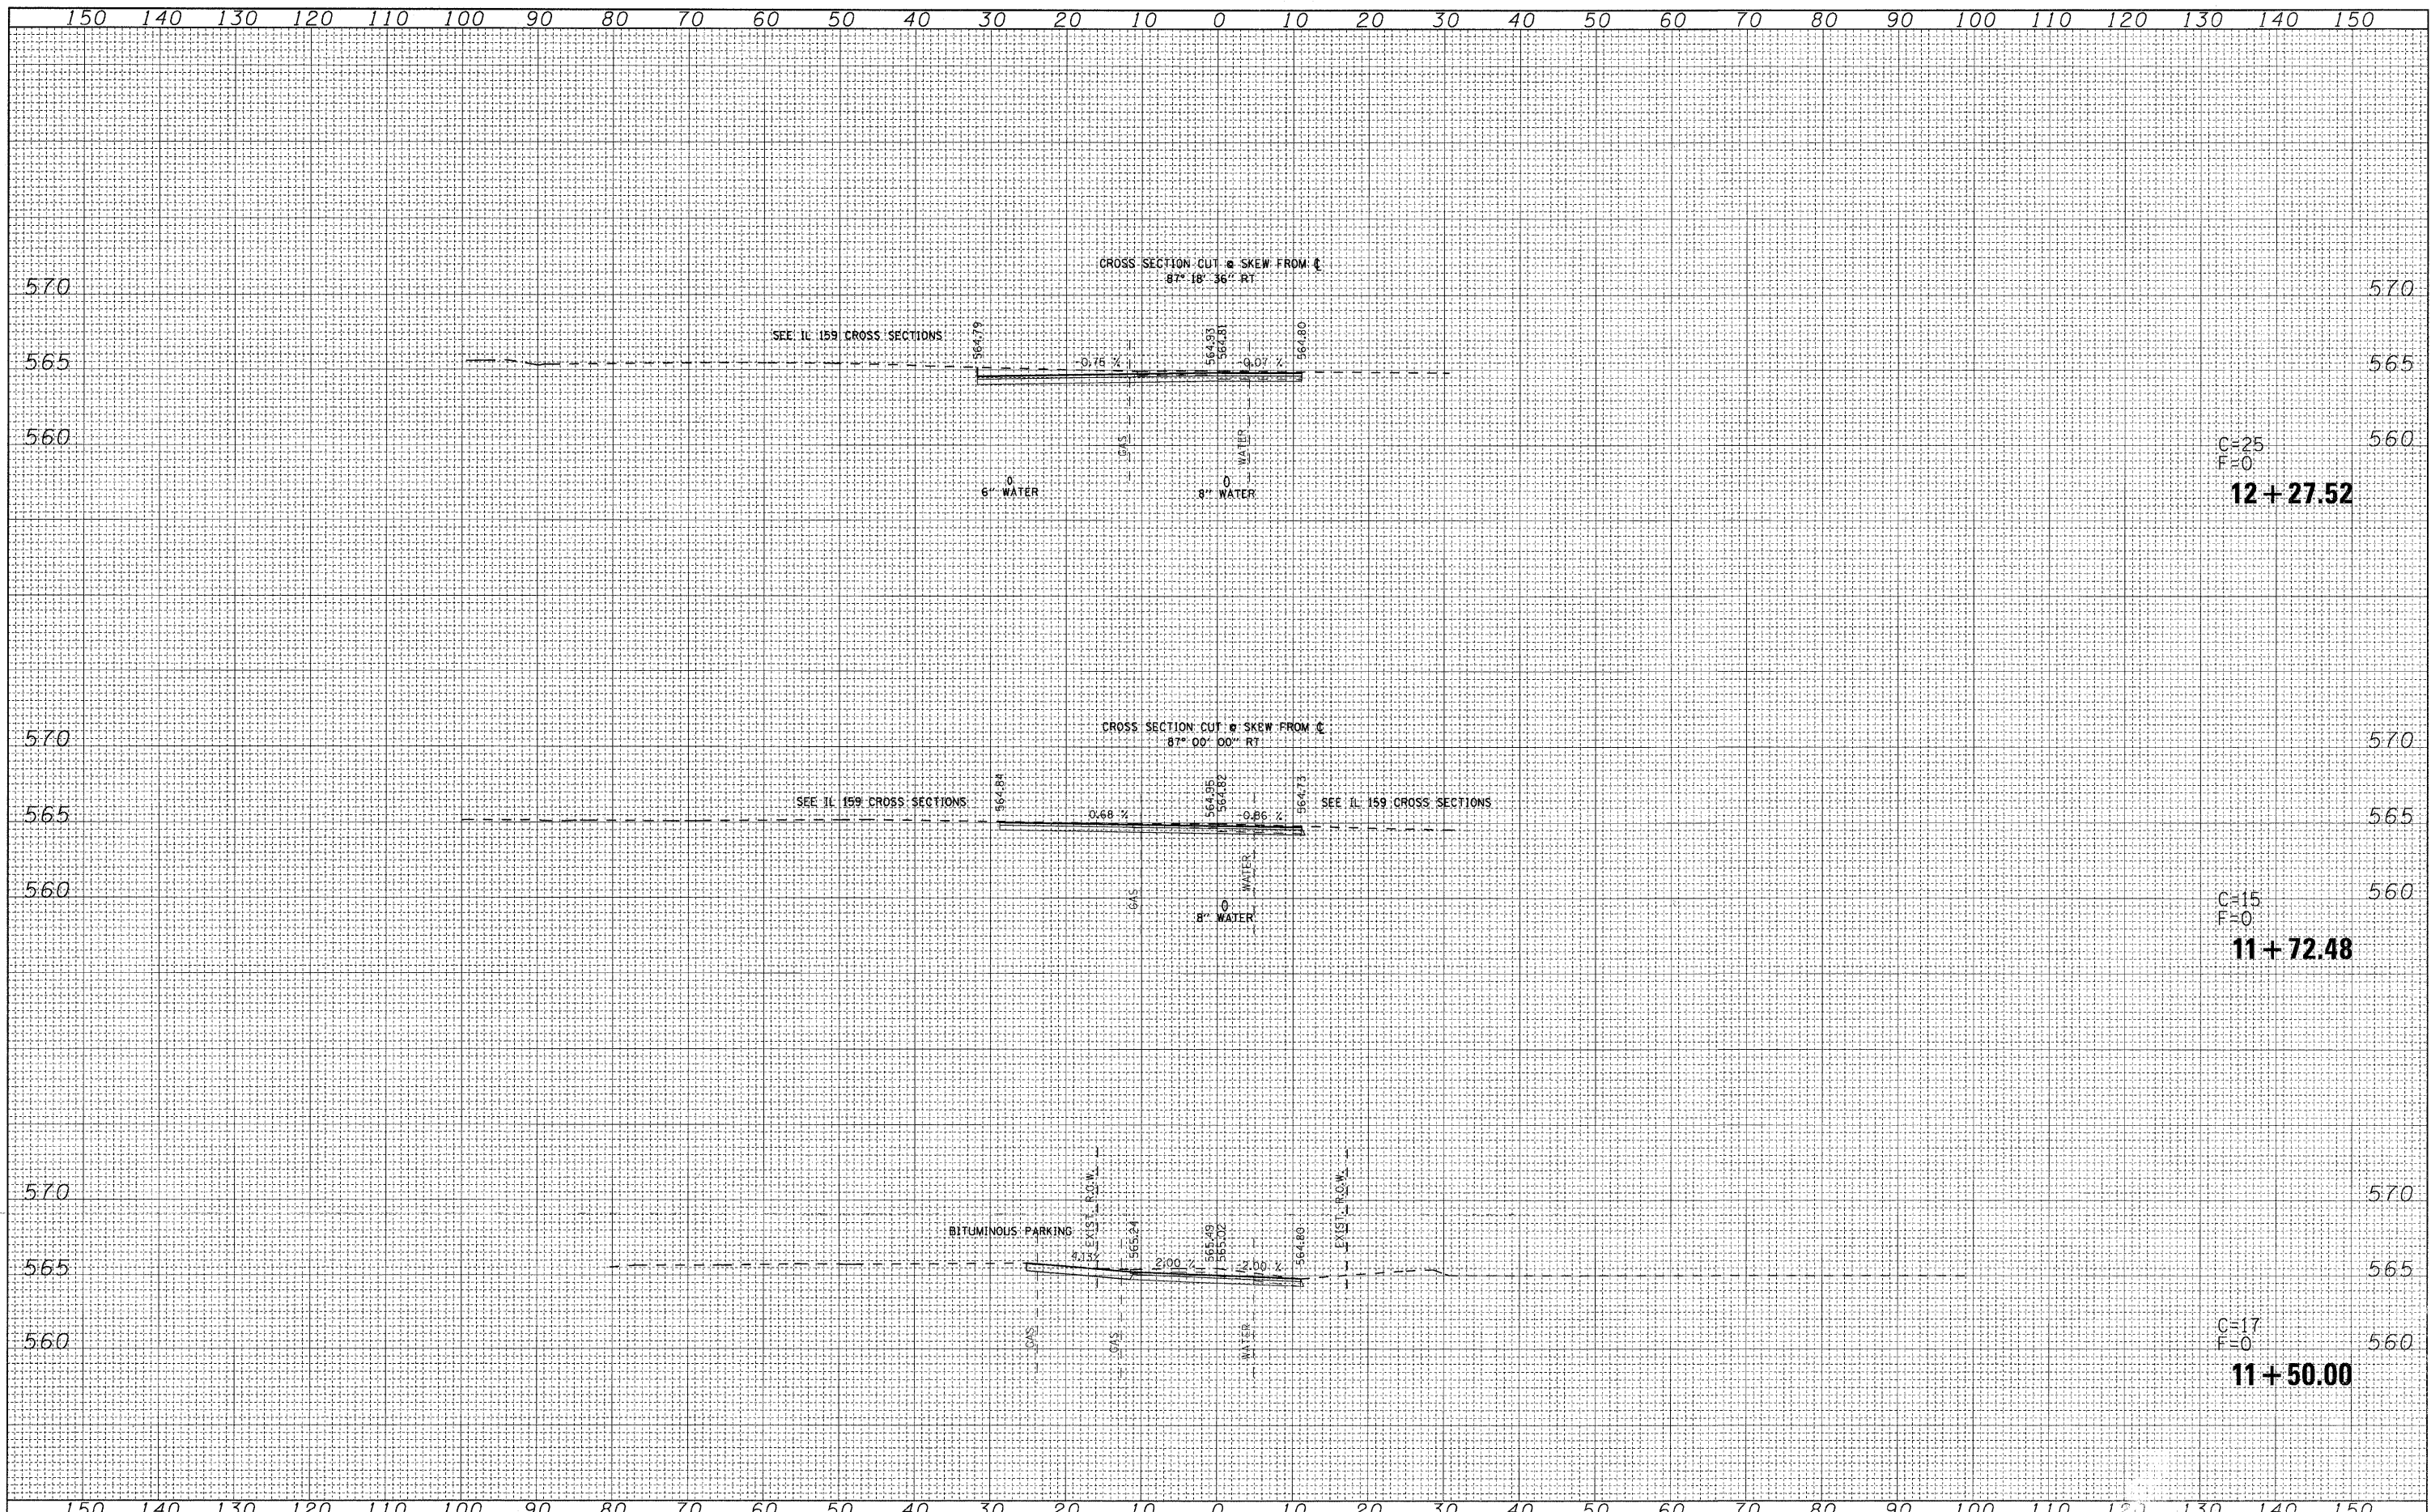 150 140 130 120 110 100 90 80 70 60 50 40 30 20 10 0 10 20 30 40 50 60 70 80 90 100 110 120 130 140 150
CROSS SECTION CUT @ SKEW FROM ℄
87° 18' 36" RT
570 570
SEE IL 159 CROSS SECTIONS
564.79
564.93
564.81
564.80
565 565
-0.75 %
-0.07 %
560 560
GAS
WATER
C=25
F=0
6" WATER
8" WATER
12 + 27.52
CROSS SECTION CUT @ SKEW FROM ℄
87° 00' 00" RT
570 570
564.84
564.95
564.82
564.73
SEE IL 159 CROSS SECTIONS
SEE IL 159 CROSS SECTIONS
565 565
0.68 %
-0.86 %
560 560
GAS
WATER
8" WATER
C=15
F=0
11 + 72.48
570 570
EXIST. R.O.W.
EXIST. R.O.W.
BITUMINOUS PARKING
565.24
565.49
565.02
564.80
565 565
4.13%
2.00 %
-2.00 %
GAS
GAS
WATER
560 560
C=17
F=0
11 + 50.00
150 140 130 120 110 100 90 80 70 60 50 40 30 20 10 0 10 20 30 40 50 60 70 80 90 100 110 120 130 140 150